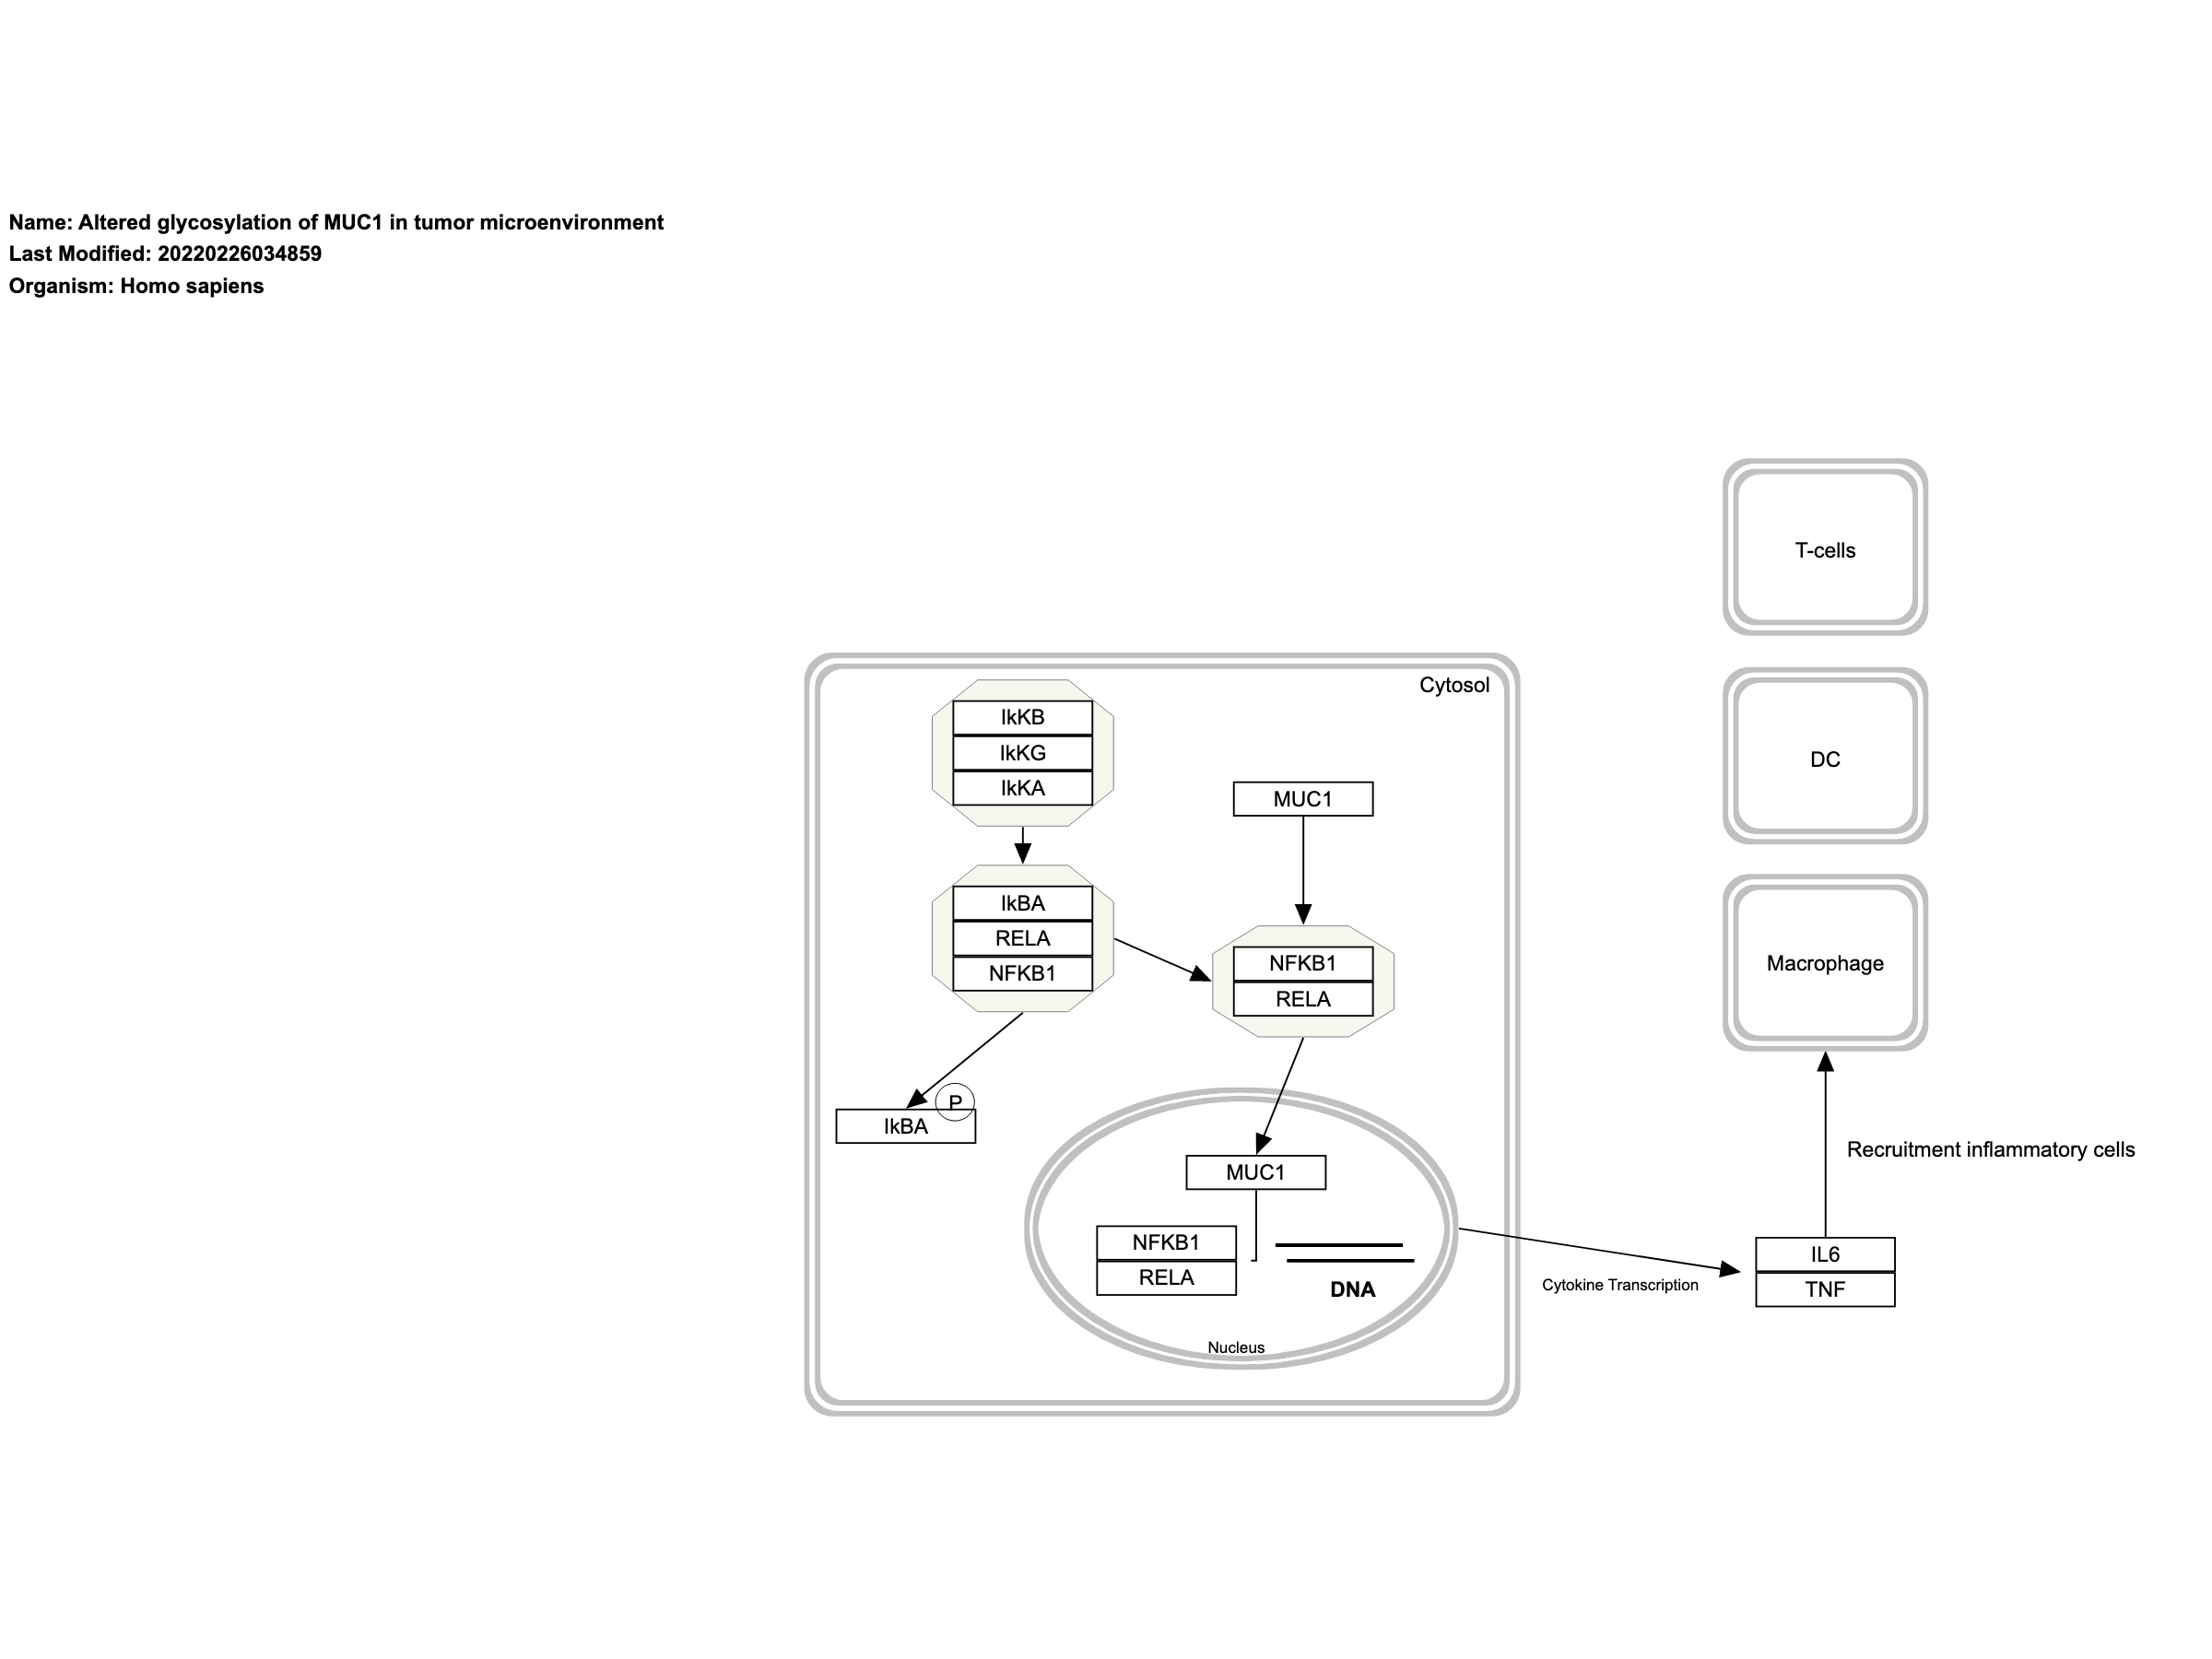 Name: Altered glycosylation of MUC1 in tumor microenvironment
Last Modified: 20220226034859
Organism: Homo sapiens
T-cells
Cytosol
IkKB
IkKG
IkKA
DC
MUC1
IkBA
RELA
NFKB1
NFKB1
RELA
Macrophage
P
IkBA
Recruitment inflammatory cells
MUC1
NFKB1
RELA
DNA
Nucleus
Cytokine Transcription
IL6
TNF